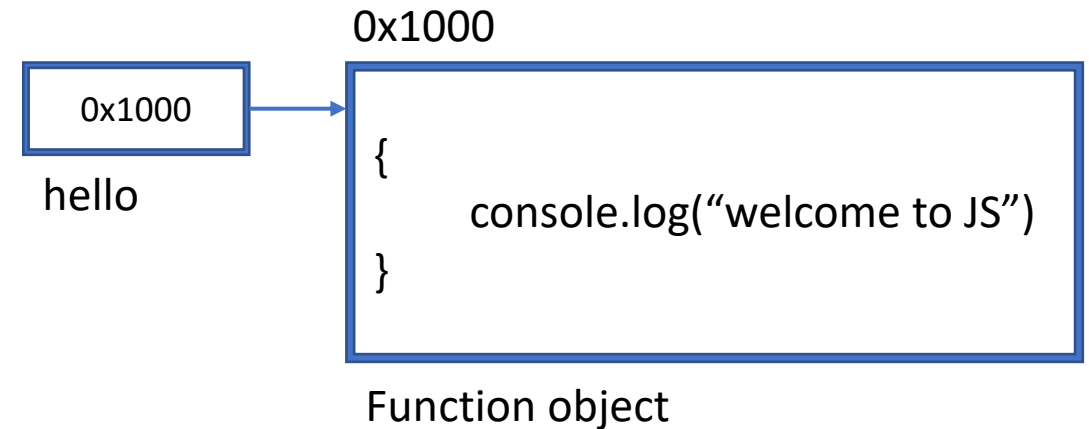 0x1000
0x1000
hello
{
console.log(“welcome to JS”)
}
Function object